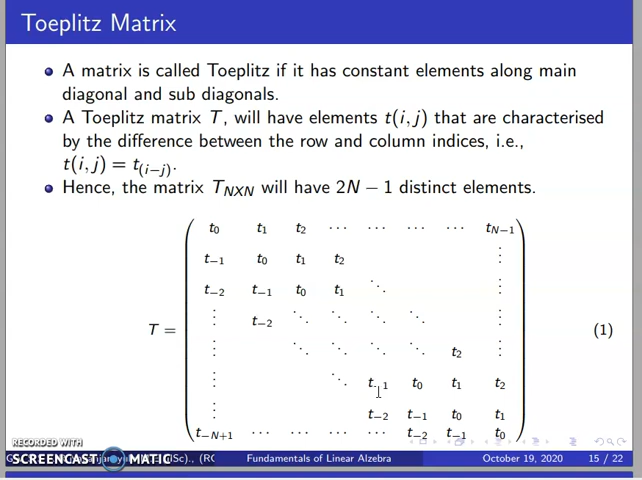 Toeplitz Matrix
A matrix is called Toeplitz if it has constant elements along main
diagonal and sub diagonals.
A Toeplitz matrix T, will have elements t(i,j) that are characterised
by the difference between the row and column indices, i.e.,
t(i,j) = t(i−j).
Hence, the matrix TNXN will have 2N − 1 distinct elements.
t0 t1 t2 ··· ··· ··· ··· tN−1
t−1 t0 t1 t2 ⋮
t−2 t−1 t0 t1 ⋱ ⋮
T = ⋮ t−2 ⋱ ⋱ ⋱ ⋱ ⋮ (1)
⋮ ⋱ ⋱ ⋱ ⋱ t2 ⋮
⋮ ⋱ t−1 t0 t1 t2
⋮ t−2 t−1 t0 t1
t−N+1 ··· ··· ··· ··· t−2 t−1 t0
RECORDED WITH
SCREENCAST MATIC
Fundamentals of Linear Algebra
October 19, 2020
15 / 22